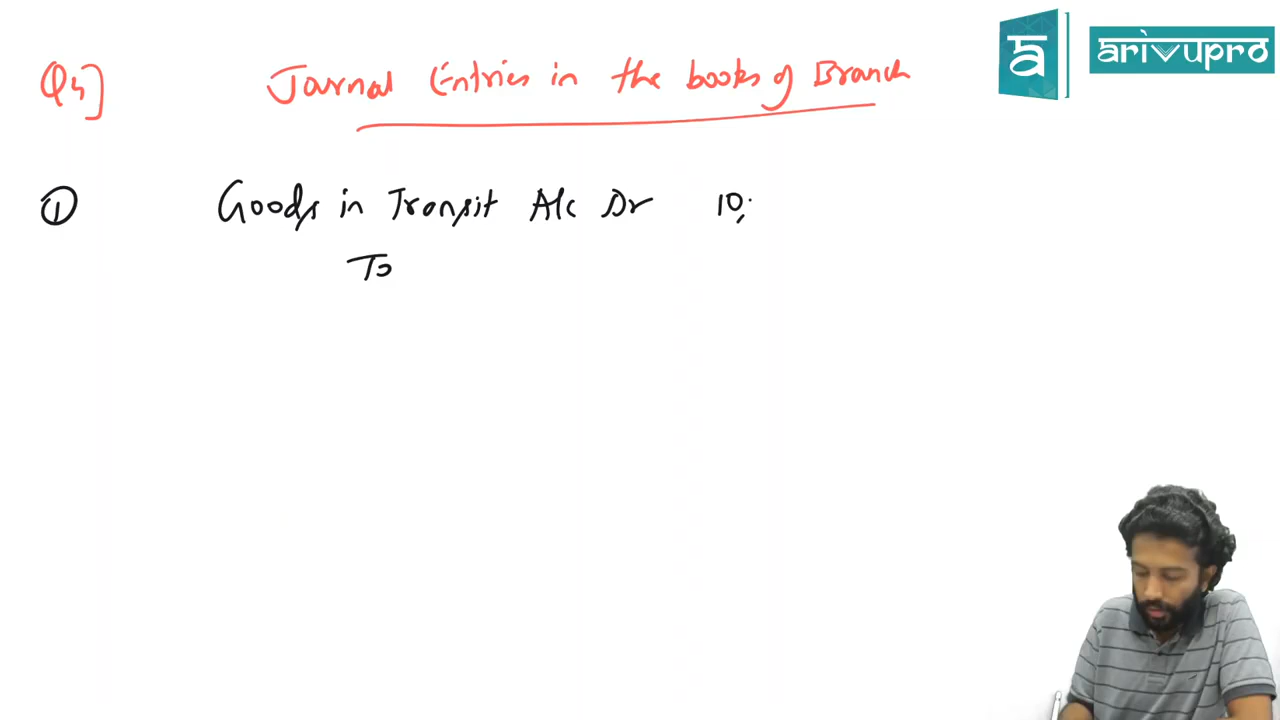 Q4] Journal Entries in the books of Branch
ā arivupro
① Goods in Transit A/c Dr 10,
To